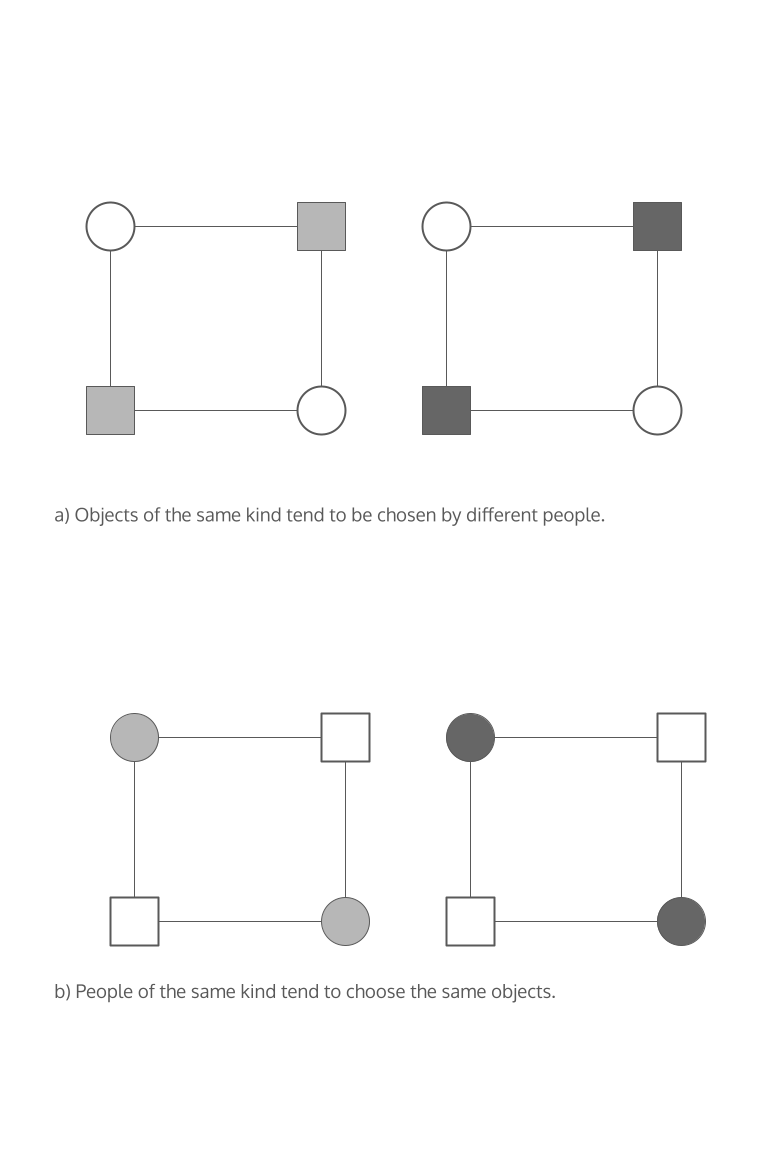 a) Objects of the same kind tend to be chosen by different people.
b) People of the same kind tend to choose the same objects.